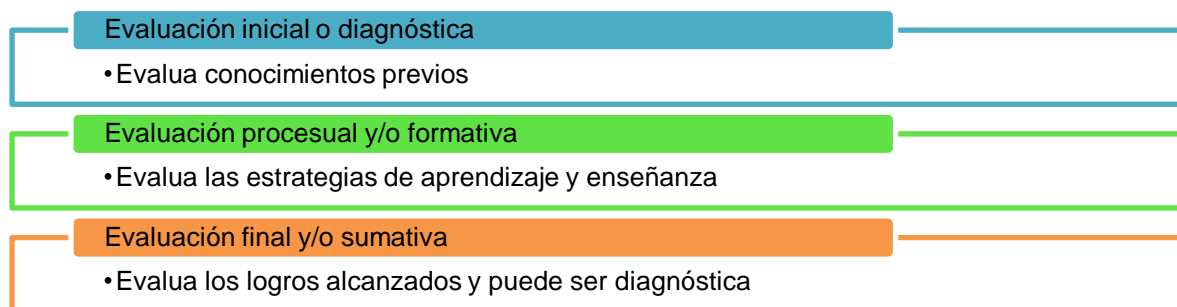 Evaluación inicial o diagnóstica
•Evalua conocimientos previos
Evaluación procesual y/o formativa
•Evalua las estrategias de aprendizaje y enseñanza
Evaluación final y/o sumativa
•Evalua los logros alcanzados y puede ser diagnóstica